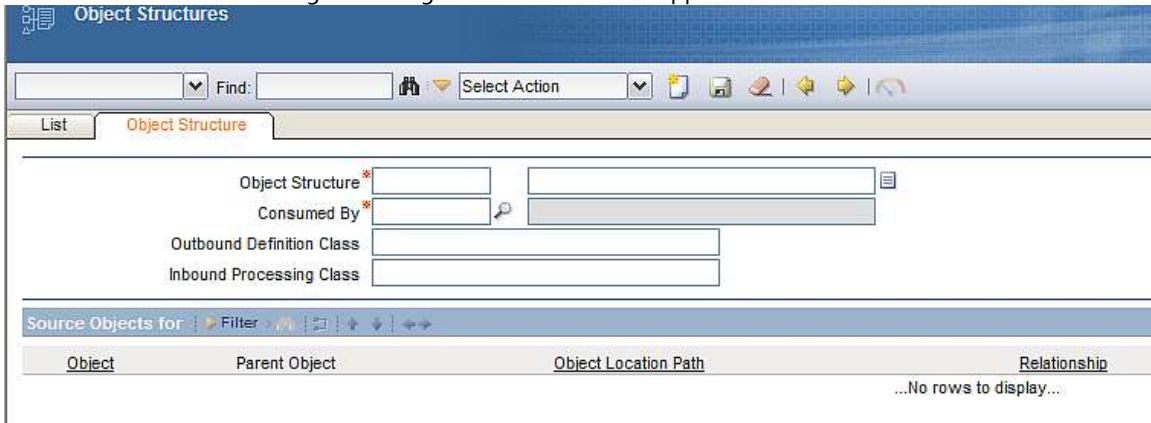 Object Structures
Find: Select Action
List Object Structure
Object Structure*
Consumed By*
Outbound Definition Class
Inbound Processing Class
Source Objects for Filter
Object Parent Object Object Location Path Relationship
...No rows to display...